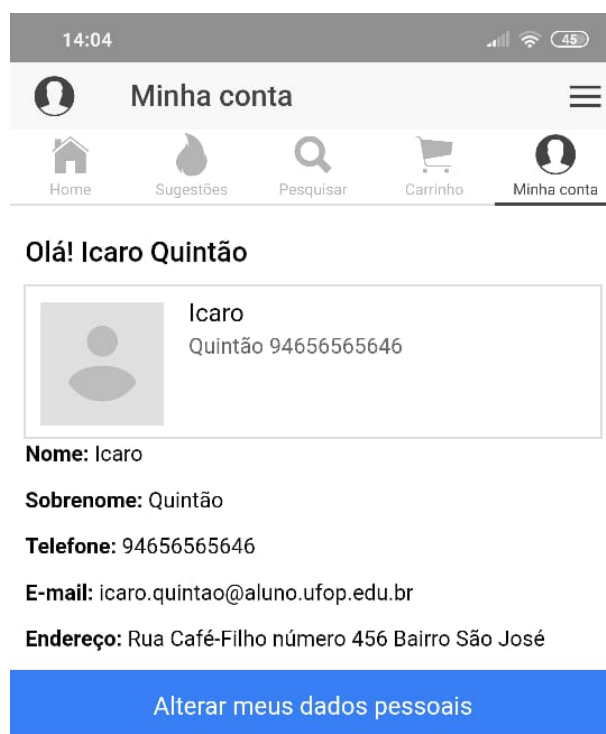 14:04
45
Minha conta
Home Sugestões Pesquisar Carrinho Minha conta
Olá! Icaro Quintão
Icaro
Quintão 94656565646
Nome: Icaro
Sobrenome: Quintão
Telefone: 94656565646
E-mail: icaro.quintao@aluno.ufop.edu.br
Endereço: Rua Café-Filho número 456 Bairro São José
Alterar meus dados pessoais